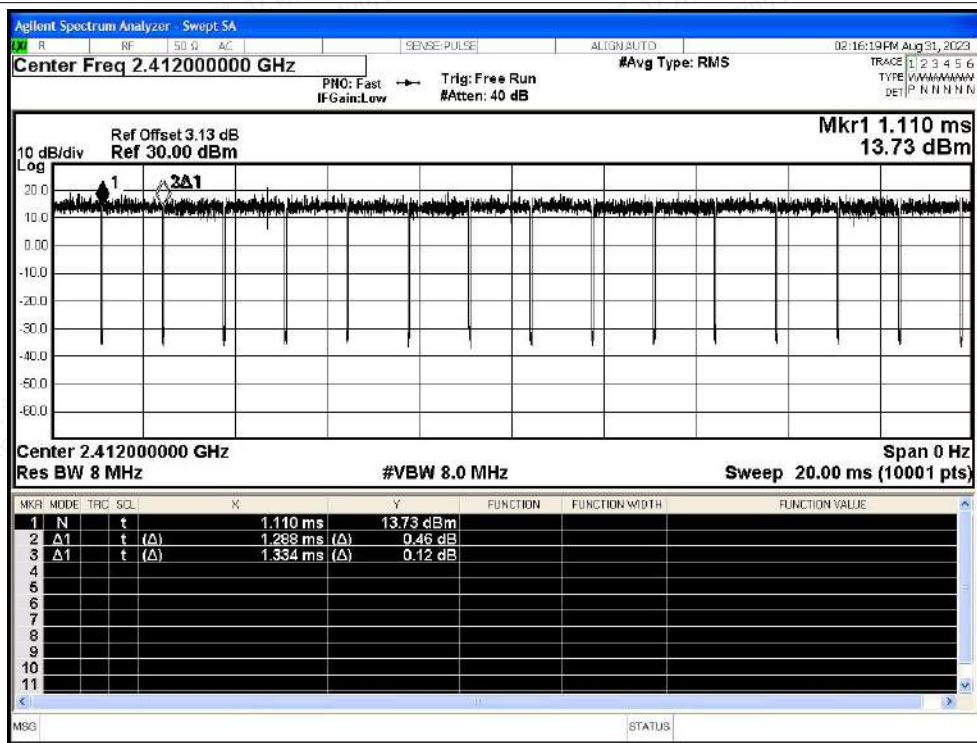 Agilent Spectrum Analyzer - Swept SA
LXI R RF 50 Ω AC SENSE:PULSE ALIGNAUTO 02:16:19 PM Aug 31, 2023
Center Freq 2.412000000 GHz #Avg Type: RMS TRACE 1 2 3 4 5 6
PNO: Fast Trig: Free Run TYPE
IFGain:Low #Atten: 40 dB DET P N N N N N
Mkr1 1.110 ms
Ref Offset 3.13 dB
10 dB/div Ref 30.00 dBm 13.73 dBm
Log
1 3Δ1
20.0
10.0
0.00
-10.0
-20.0
-30.0
-40.0
-50.0
-60.0
Center 2.412000000 GHz Span 0 Hz
Res BW 8 MHz #VBW 8.0 MHz Sweep 20.00 ms (10001 pts)
MKR MODE TRC SCL X Y FUNCTION FUNCTION WIDTH FUNCTION VALUE
1 N t 1.110 ms 13.73 dBm
2 Δ1 t (Δ) 1.288 ms (Δ) 0.46 dB
3 Δ1 t (Δ) 1.334 ms (Δ) 0.12 dB
4
5
6
7
8
9
10
11
MSG STATUS